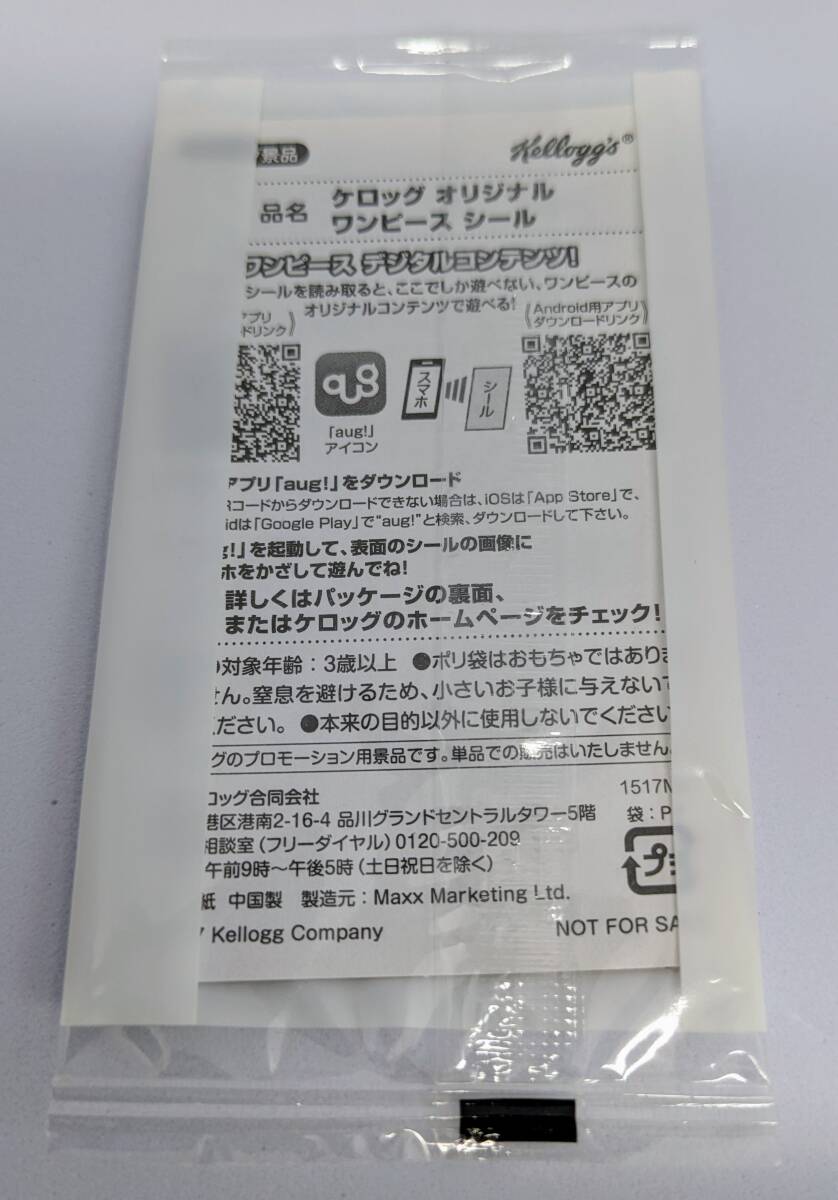 景品
Kellogg's®
品名 ケロッグ オリジナル
ワンピース シール
ワンピース デジタルコンテンツ!
シールを読み取ると、ここでしか遊べない、ワンピースの
オリジナルコンテンツで遊べる!
プリ
ドリンク)
(Android用アプリ
ダウンロードリンク)
aug
スマホ
シール
「aug!」
アイコン
アプリ「aug!」をダウンロード
コードからダウンロードできない場合は、iOSは「App Store」で、
idは「Google Play」で"aug!"と検索、ダウンロードして下さい。
g!」を起動して、表面のシールの画像に
ホをかざして遊んでね!
詳しくはパッケージの裏面、
またはケロッグのホームページをチェック!
対象年齢:3歳以上 ●ポリ袋はおもちゃではありま
せん。窒息を避けるため、小さいお子様に与えないで
ください。 ●本来の目的以外に使用しないでください
グのプロモーション用景品です。単品での販売はいたしません。
ロッグ合同会社
1517N
港区港南2-16-4 品川グランドセントラルタワー5階
袋:P
相談室(フリーダイヤル)0120-500-209
プラ
午前9時~午後5時(土日祝日を除く)
紙 中国製 製造元:Maxx Marketing Ltd.
7 Kellogg Company
NOT FOR SA